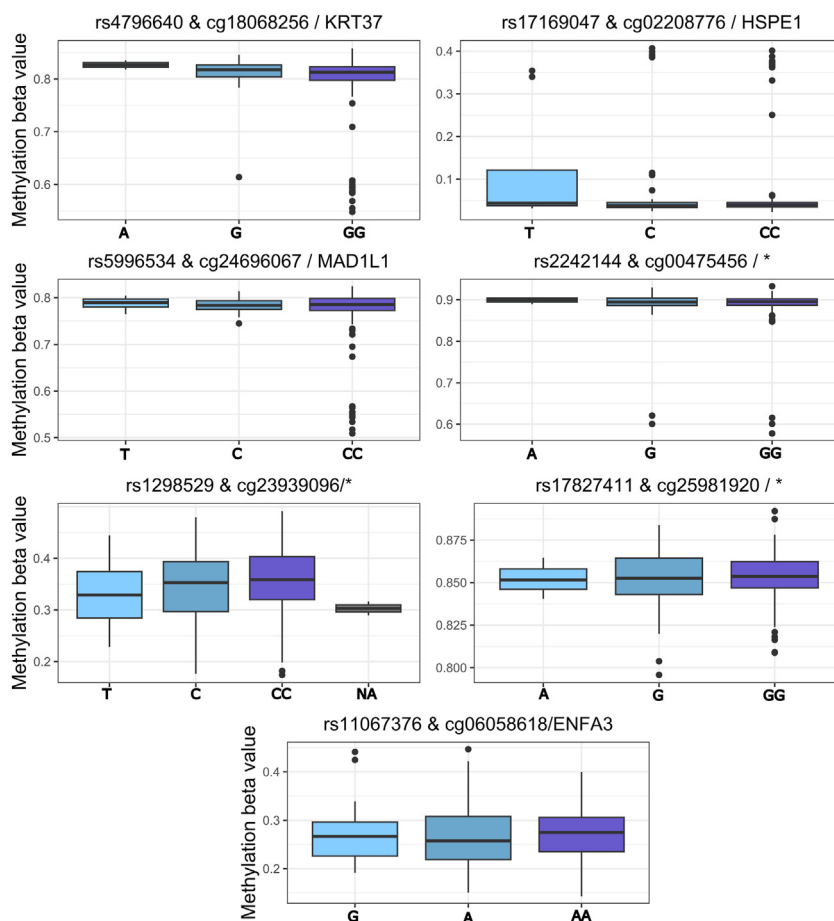 rs4796640 & cg18068256 / KRT37
Methylation beta value
0.8
0.7
0.6
A G GG
rs17169047 & cg02208776 / HSPE1
0.4
0.3
0.2
0.1
T C CC
rs5996534 & cg24696067 / MAD1L1
Methylation beta value
0.8
0.7
0.6
0.5
T C CC
rs2242144 & cg00475456 / *
0.9
0.8
0.7
0.6
A G GG
rs1298529 & cg23939096/*
Methylation beta value
0.4
0.3
0.2
T C CC NA
rs17827411 & cg25981920 / *
0.875
0.850
0.825
0.800
A G GG
rs11067376 & cg06058618/ENFA3
Methylation beta value
0.4
0.3
0.2
G A AA